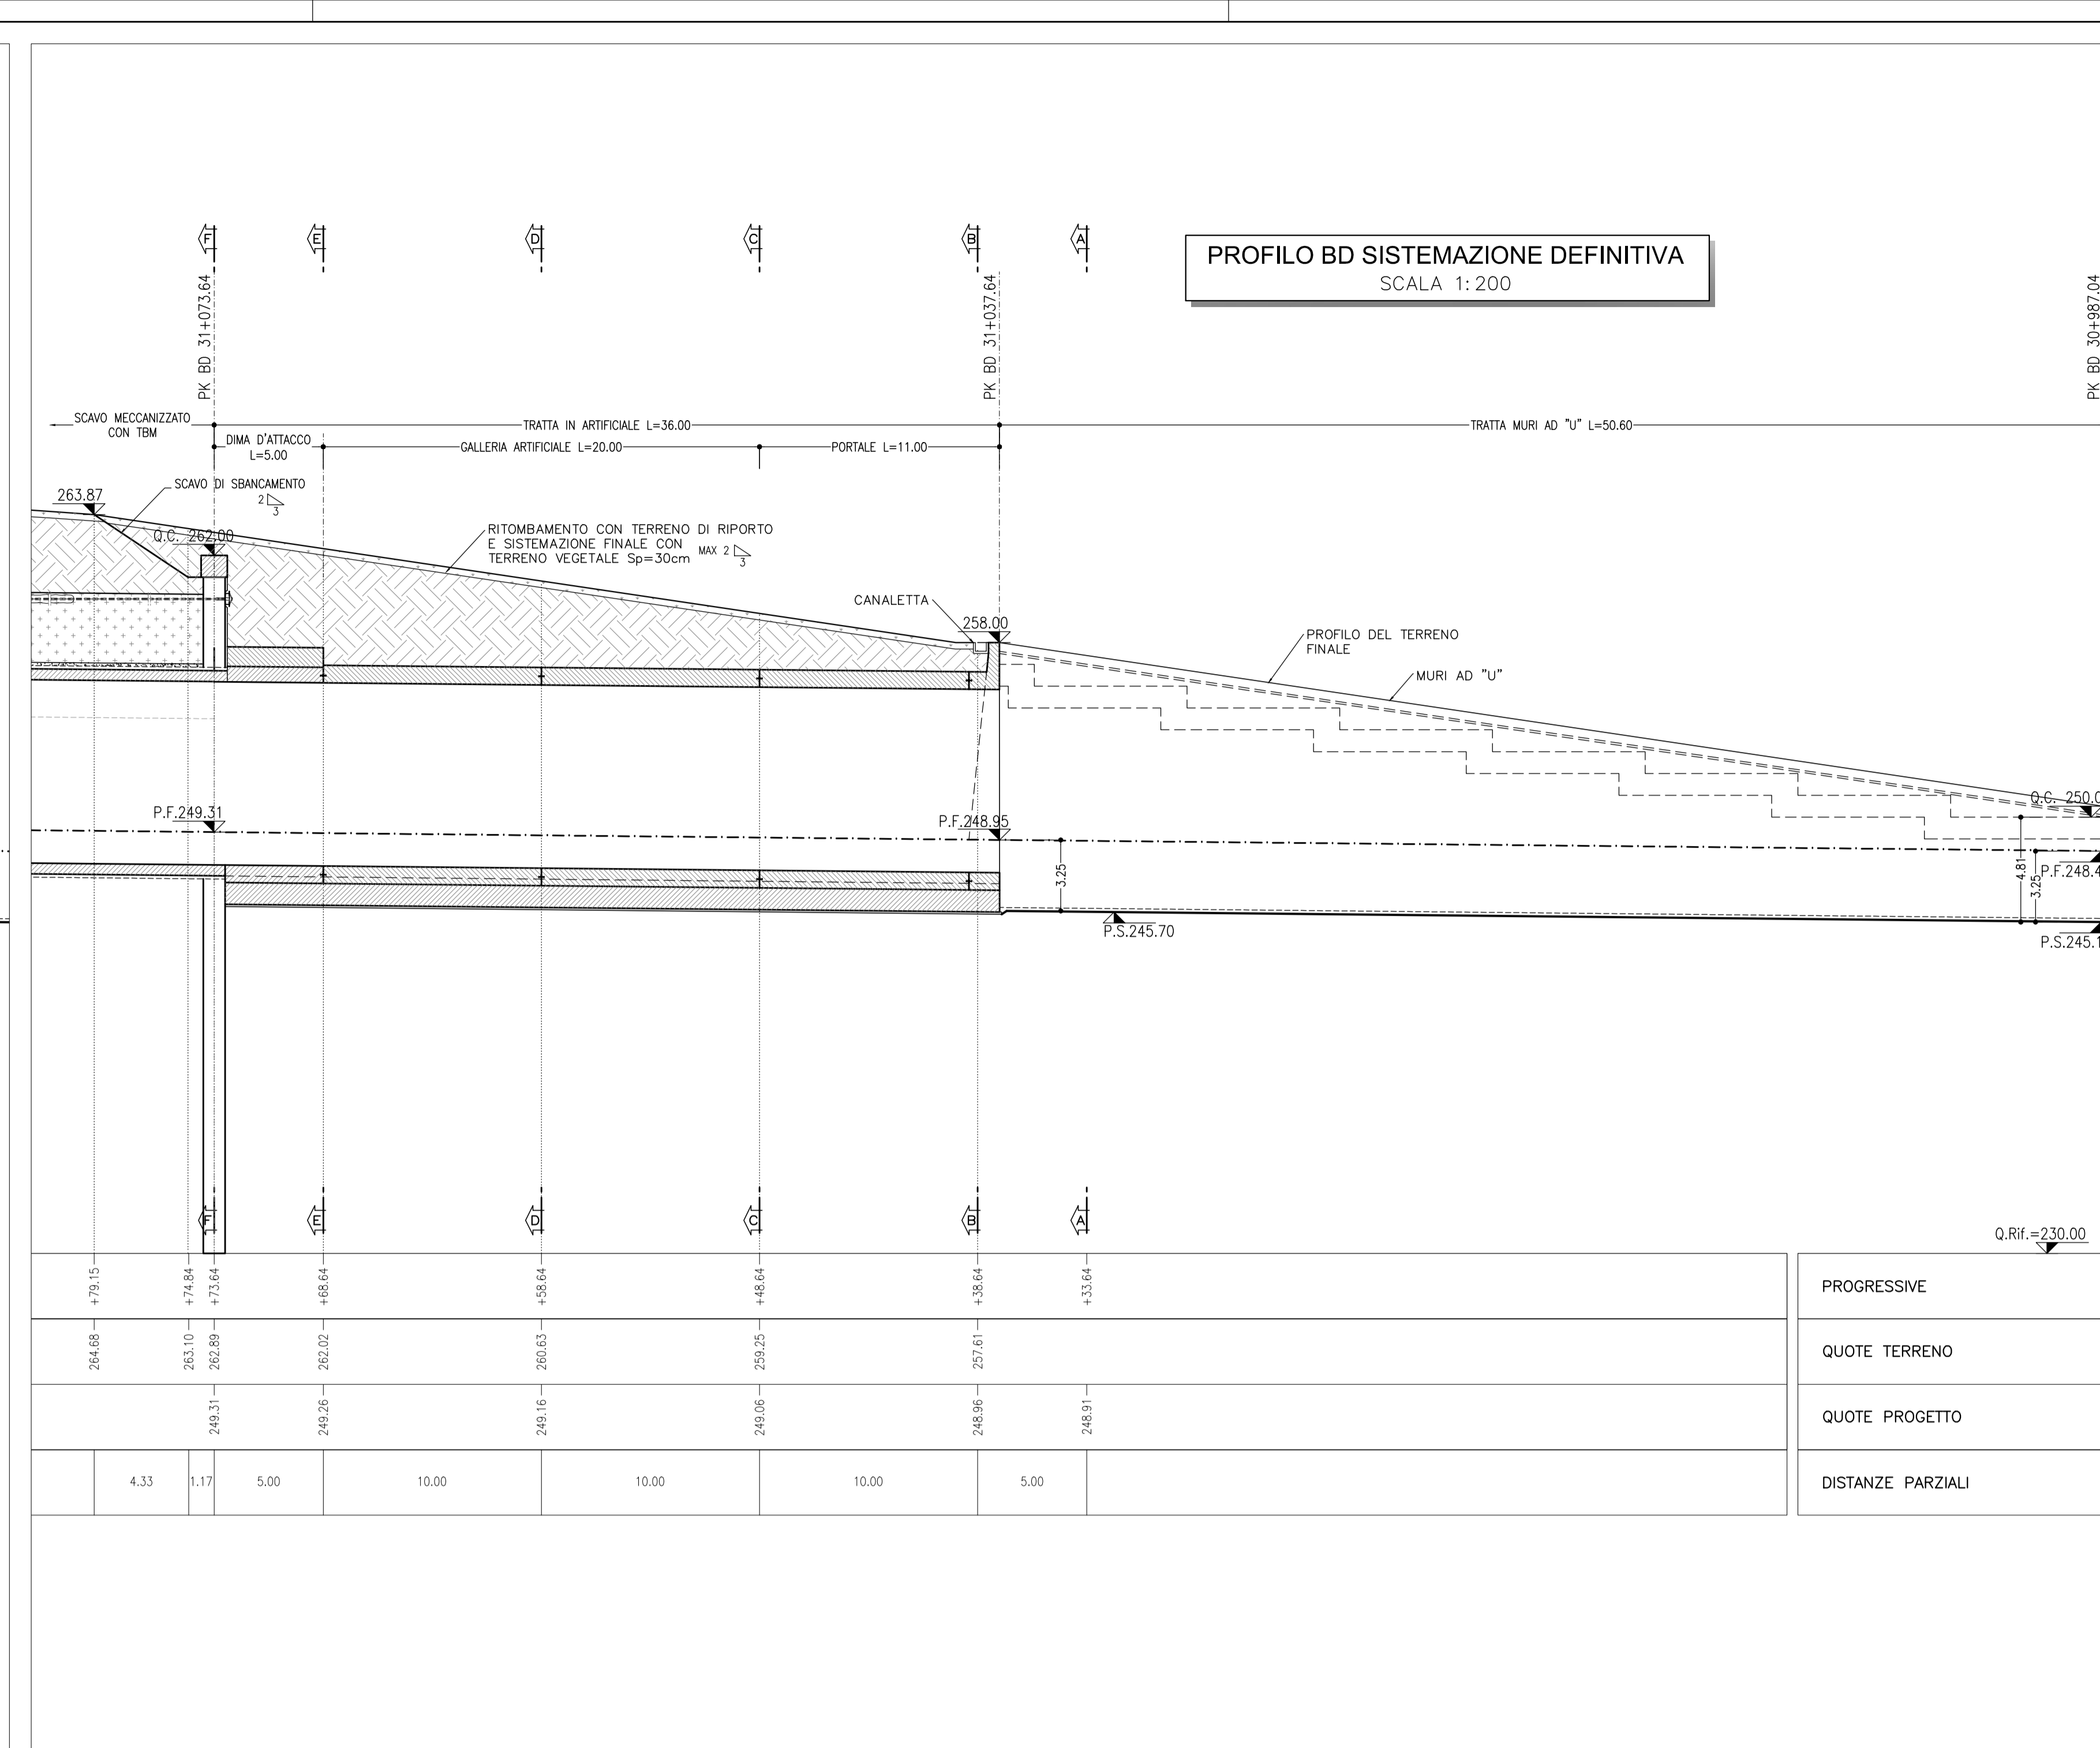 F
E
D
C
B
A
PROFILO BD SISTEMAZIONE DEFINITIVA
SCALA 1:200
PK BD 31+073.64
PK BD 31+037.64
PK BD 30+987.04
SCAVO MECCANIZZATO
CON TBM
TRATTA IN ARTIFICIALE L=36.00
TRATTA MURI AD "U" L=50.60
DIMA D'ATTACCO
L=5.00
GALLERIA ARTIFICIALE L=20.00
PORTALE L=11.00
SCAVO DI SBANCAMENTO
2
3
263.87
Q.C. 262.00
RITOMBAMENTO CON TERRENO DI RIPORTO
E SISTEMAZIONE FINALE CON
TERRENO VEGETALE Sp=30cm
MAX 2
3
CANALETTA
258.00
PROFILO DEL TERRENO
FINALE
MURI AD "U"
P.F.249.31
P.F.248.95
Q.C. 250.0
3.25
4.81
3.25
P.F.248.4
P.S.245.70
P.S.245.1
F
E
D
C
B
A
Q.Rif.=230.00
+79.15
+74.84
+73.64
+68.64
+58.64
+48.64
+38.64
+33.64
PROGRESSIVE
264.68
263.10
262.89
262.02
260.63
259.25
257.61
QUOTE TERRENO
249.31
249.26
249.16
249.06
248.96
248.91
QUOTE PROGETTO
4.33
1.17
5.00
10.00
10.00
10.00
5.00
DISTANZE PARZIALI